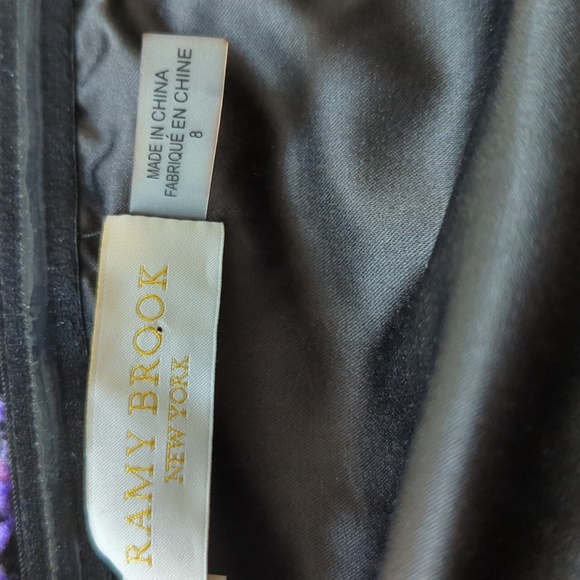 MADE IN CHINA
FABRIQUÉ EN CHINE
8
RAMY BROOK
NEW YORK